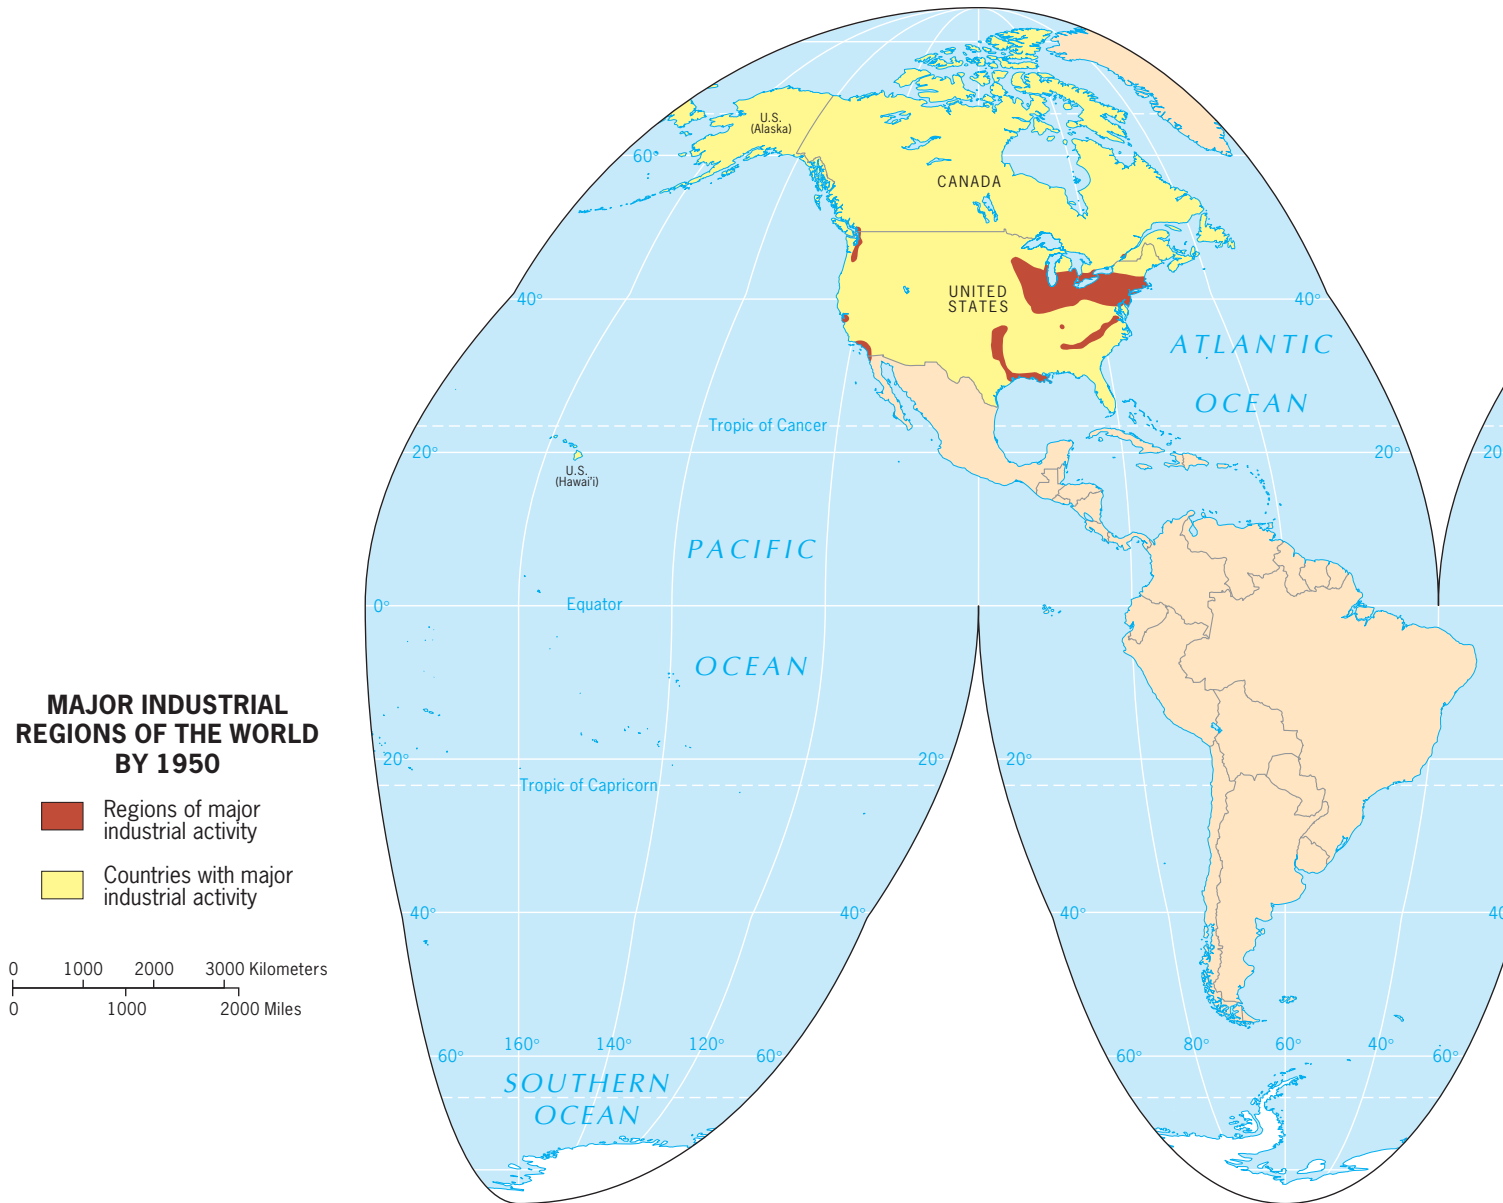 U.S.
(Alaska)
60°
CANADA
UNITED
STATES
40°
40°
ATLANTIC
OCEAN
Tropic of Cancer
20°
20°
20
U.S.
(Hawai'i)
PACIFIC
0°
Equator
OCEAN
MAJOR INDUSTRIAL
REGIONS OF THE WORLD
BY 1950
20°
20°
20°
Tropic of Capricorn
Regions of major
industrial activity
Countries with major
industrial activity
40°
40°
40°
40
0 1000 2000 3000 Kilometers
0 1000 2000 Miles
60°
160°
140°
120°
60°
60°
80°
60°
40°
60°
SOUTHERN
OCEAN